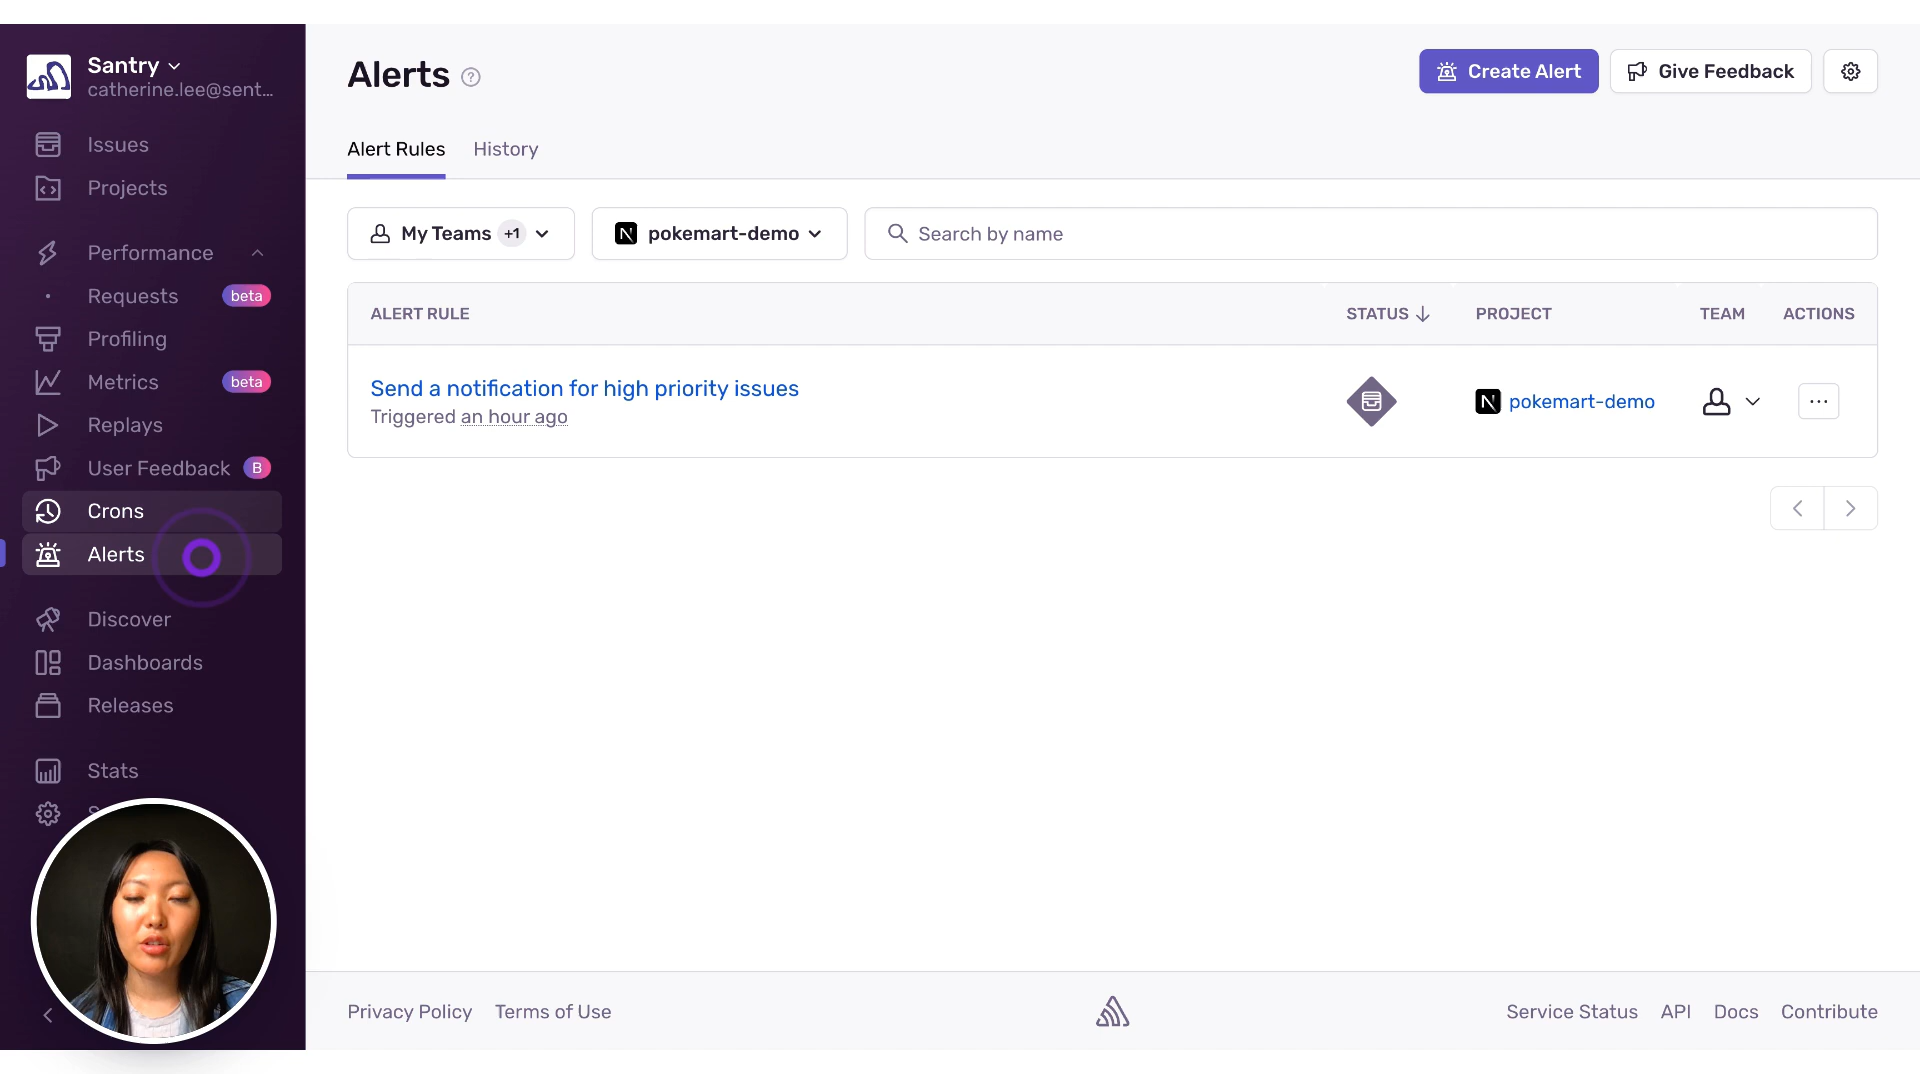 Santry
catherine.lee@sent...
Issues
Projects
Performance
Requests beta
Profiling
Metrics beta
Replays
User Feedback B
Crons
Alerts
Discover
Dashboards
Releases
Stats
Alerts ?
Create Alert
Give Feedback
Alert Rules History
My Teams +1
N pokemart-demo
Search by name
ALERT RULE STATUS PROJECT TEAM ACTIONS
Send a notification for high priority issues
Triggered an hour ago
N pokemart-demo
Privacy Policy Terms of Use
Service Status API Docs Contribute